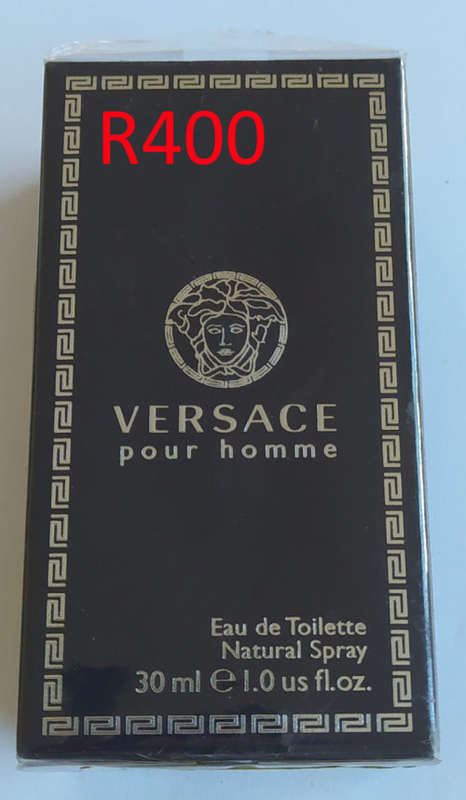 R400
VERSACE
pour homme
Eau de Toilette
Natural Spray
30 ml e 1.0 us fl.oz.